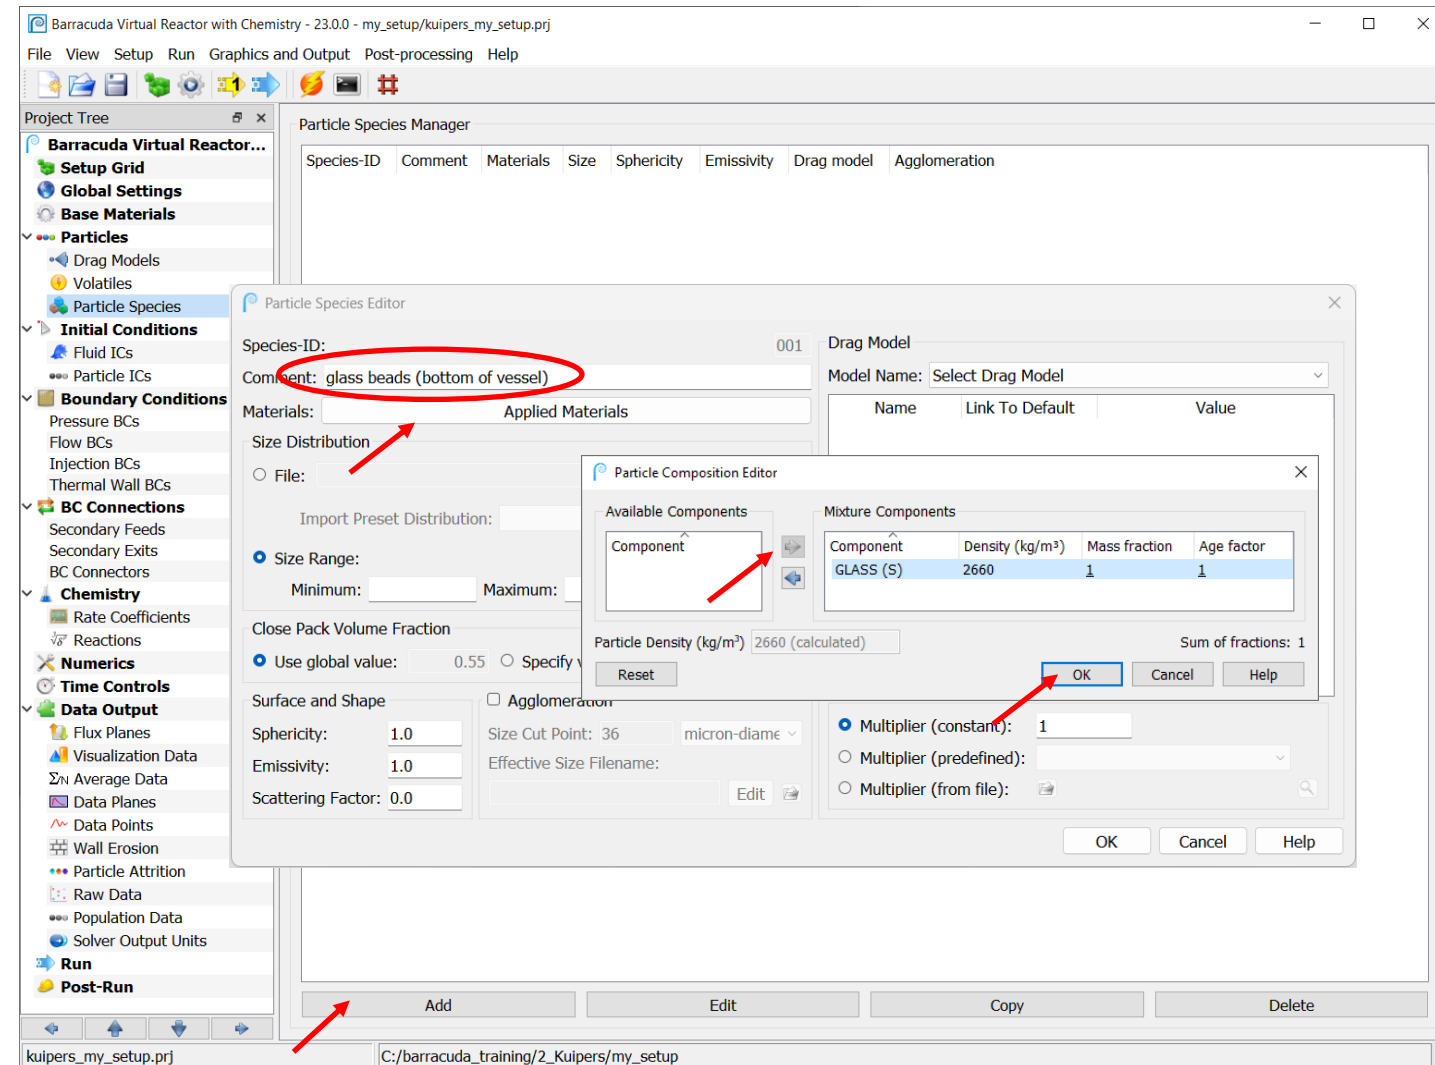 Barracuda Virtual Reactor with Chemistry - 23.0.0 - my_setup/kuipers_my_setup.prj
File View Setup Run Graphics and Output Post-processing Help
1
Project Tree
Barracuda Virtual Reactor...
Setup Grid
Global Settings
Base Materials
Particles
Drag Models
Volatiles
Particle Species
Initial Conditions
Fluid ICs
Particle ICs
Boundary Conditions
Pressure BCs
Flow BCs
Injection BCs
Thermal Wall BCs
BC Connections
Secondary Feeds
Secondary Exits
BC Connectors
Chemistry
Rate Coefficients
Reactions
Numerics
Time Controls
Data Output
Flux Planes
Visualization Data
Average Data
Data Planes
Data Points
Wall Erosion
Particle Attrition
Raw Data
Population Data
Solver Output Units
Run
Post-Run
Particle Species Manager
Species-ID Comment Materials Size Sphericity Emissivity Drag model Agglomeration
Particle Species Editor
Species-ID: 001
Comment: glass beads (bottom of vessel)
Materials: Applied Materials
Size Distribution
File:
Import Preset Distribution:
Size Range:
Minimum: Maximum:
Close Pack Volume Fraction
Use global value: 0.55 Specify
Surface and Shape
Sphericity: 1.0
Emissivity: 1.0
Scattering Factor: 0.0
Agglomeration
Size Cut Point: 36 micron-diame
Effective Size Filename:
Edit
Drag Model
Model Name: Select Drag Model
Name Link To Default Value
Particle Composition Editor
Available Components
Component
Mixture Components
Component Density (kg/m³) Mass fraction Age factor
GLASS (S) 2660 1 1
Particle Density (kg/m³) 2660 (calculated) Sum of fractions: 1
Reset OK Cancel Help
Multiplier (constant): 1
Multiplier (predefined):
Multiplier (from file):
OK Cancel Help
Add Edit Copy Delete
kuipers_my_setup.prj C:/barracuda_training/2_Kuipers/my_setup